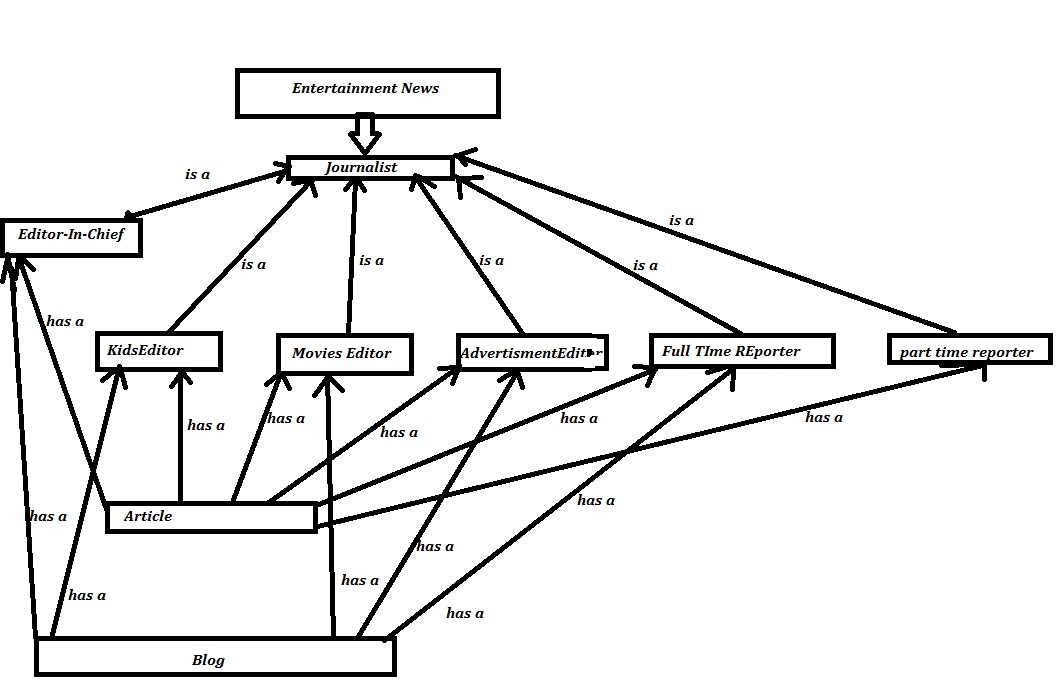 Entertainment News
Journalist
is a
is a
Editor-In-Chief
is a
is a
is a
is a
has a
KidsEditor
Movies Editor
AdvertismentEditor
Full TIme REporter
part time reporter
has a
has a
has a
has a
has a
has a
Article
has a
has a
has a
has a
has a
Blog